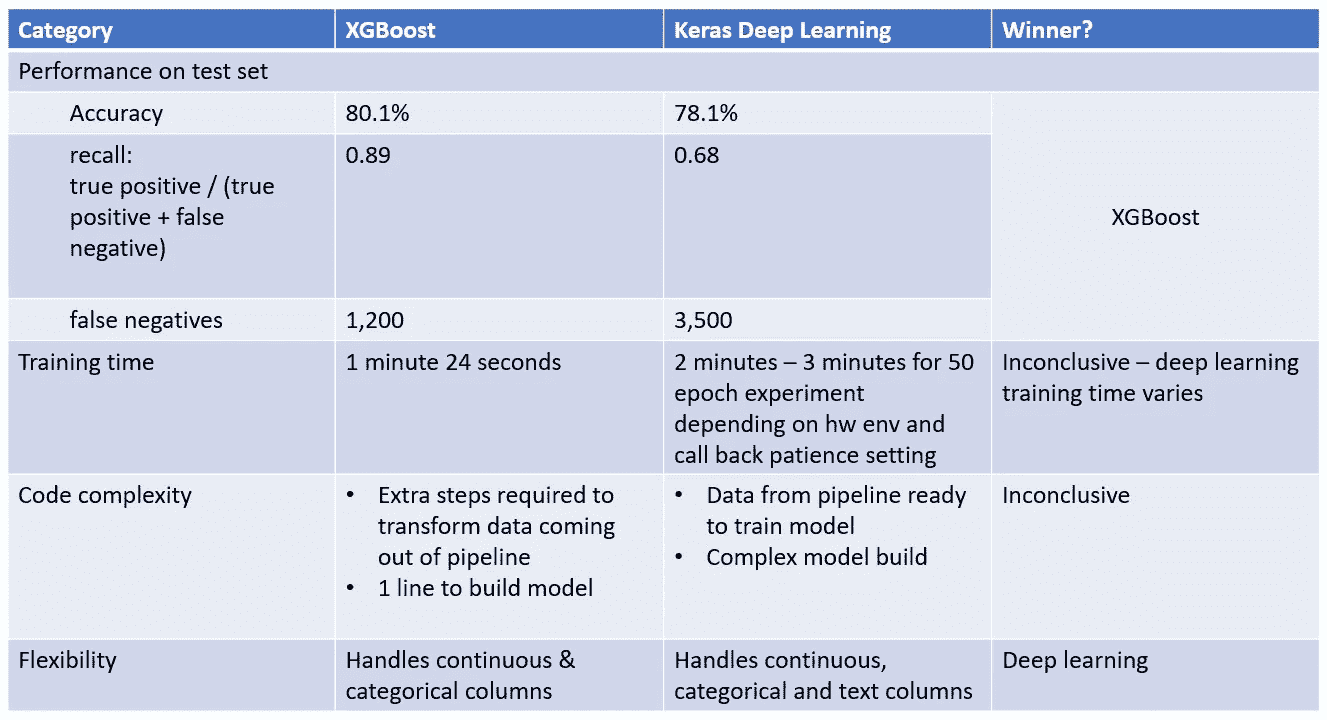 Category XGBoost Keras Deep Learning Winner?
Performance on test set
Accuracy 80.1% 78.1%
recall: 0.89 0.68
true positive / (true
positive + false
negative)
XGBoost
false negatives 1,200 3,500
Training time 1 minute 24 seconds 2 minutes – 3 minutes for 50 Inconclusive – deep learning
epoch experiment training time varies
depending on hw env and
call back patience setting
Code complexity • Extra steps required to • Data from pipeline ready Inconclusive
transform data coming to train model
out of pipeline • Complex model build
• 1 line to build model
Flexibility Handles continuous & Handles continuous, Deep learning
categorical columns categorical and text columns